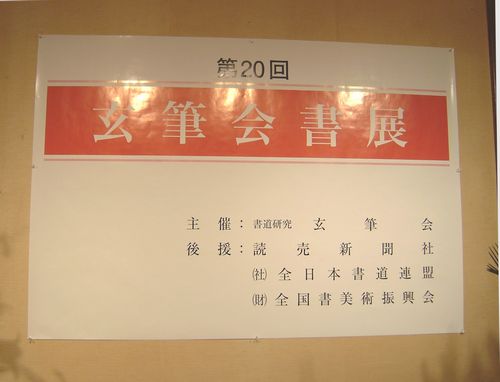 第20回
玄筆会書展
主催：書道研究 玄筆会
後援：読売新聞社
㈳全日本書道連盟
㈶全国書美術振興会